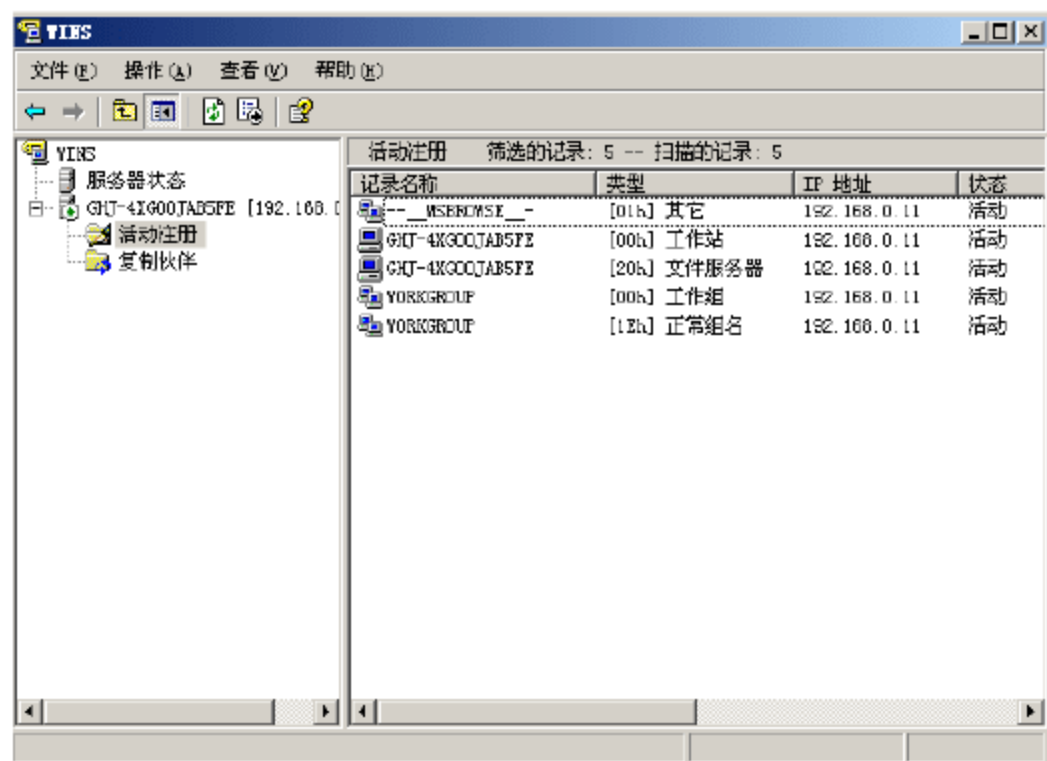 WINS
文件(F) 操作(A) 查看(V) 帮助(H)
WINS
服务器状态
GHJ-4XG00JAB5FE [192.168.
活动注册
复制伙伴
活动注册 筛选的记录: 5 -- 扫描的记录: 5
记录名称 类型 IP 地址 状态
--__MSBROWSE__- [01h] 其它 192.168.0.11 活动
GHJ-4XG00JAB5FE [00h] 工作站 192.168.0.11 活动
GHJ-4XG00JAB5FE [20h] 文件服务器 192.168.0.11 活动
WORKGROUP [00h] 工作组 192.168.0.11 活动
WORKGROUP [1Eh] 正常组名 192.168.0.11 活动